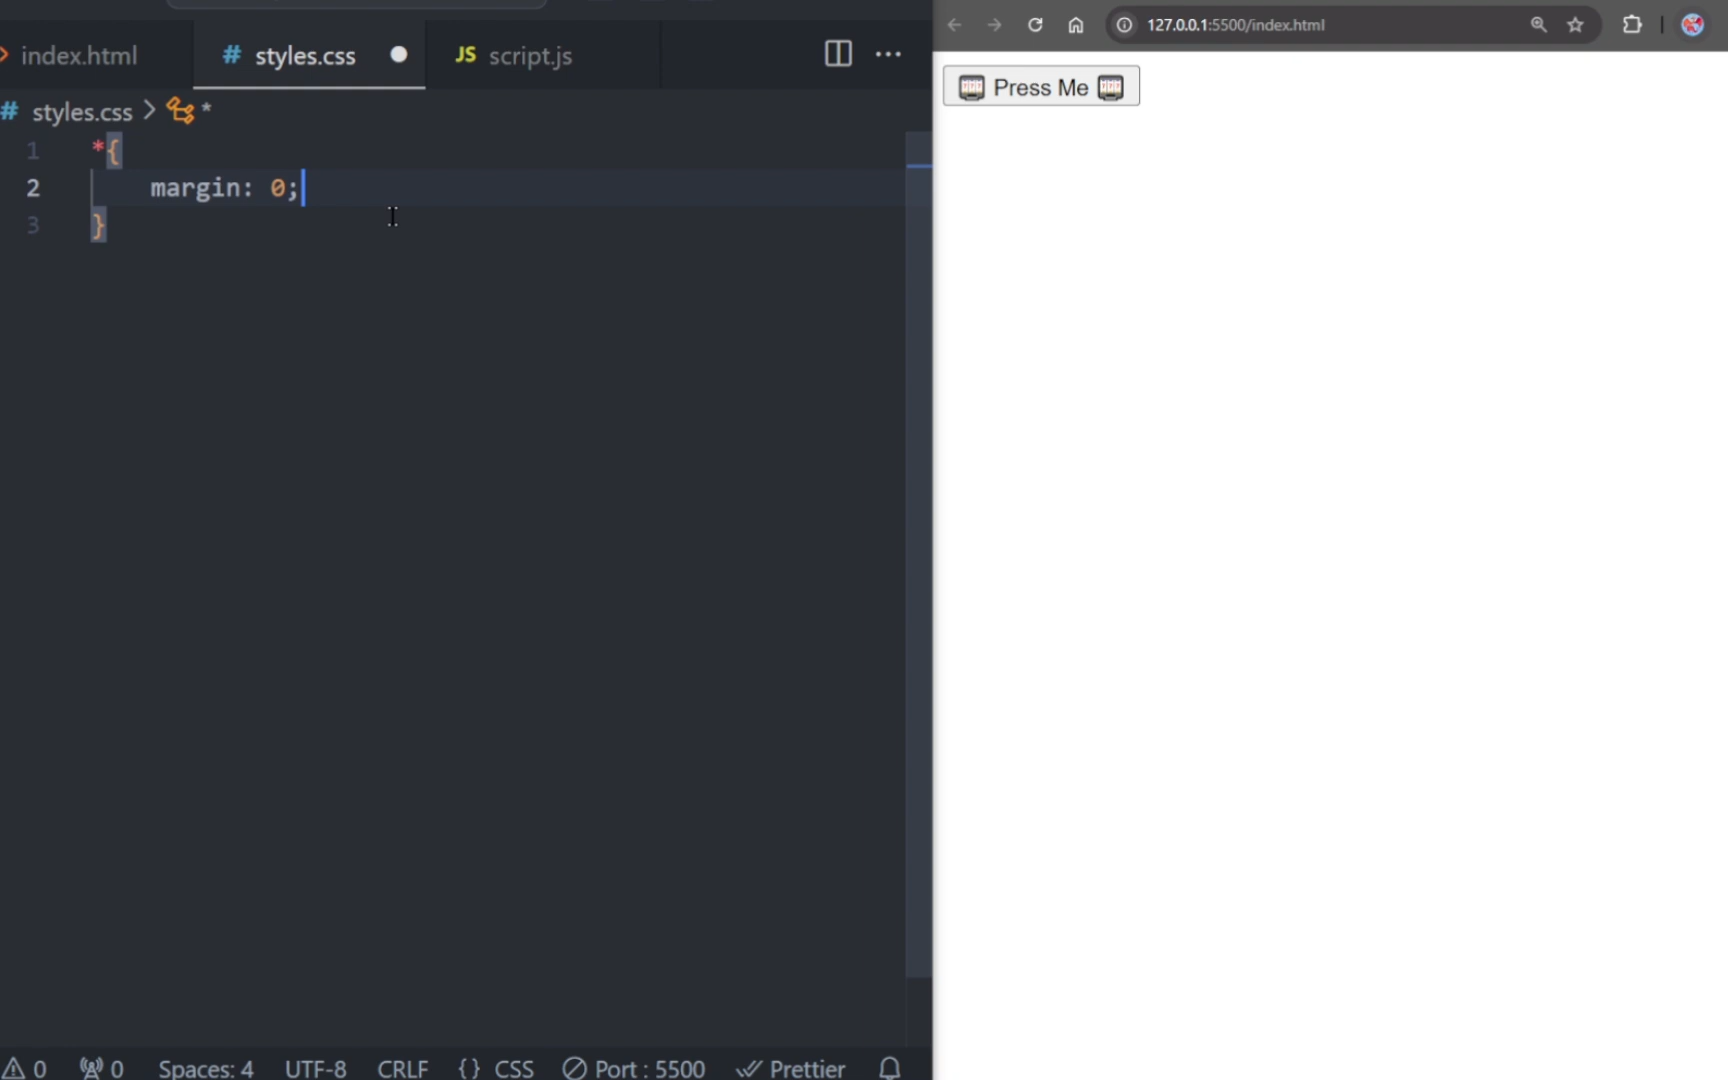 index.html
# styles.css
JS script.js
127.0.0.1:5500/index.html
🎰 Press Me 🎰
# styles.css > *
1 *{
2 margin: 0;
3 }
0
0
Spaces: 4
UTF-8
CRLF
{} CSS
Port : 5500
Prettier